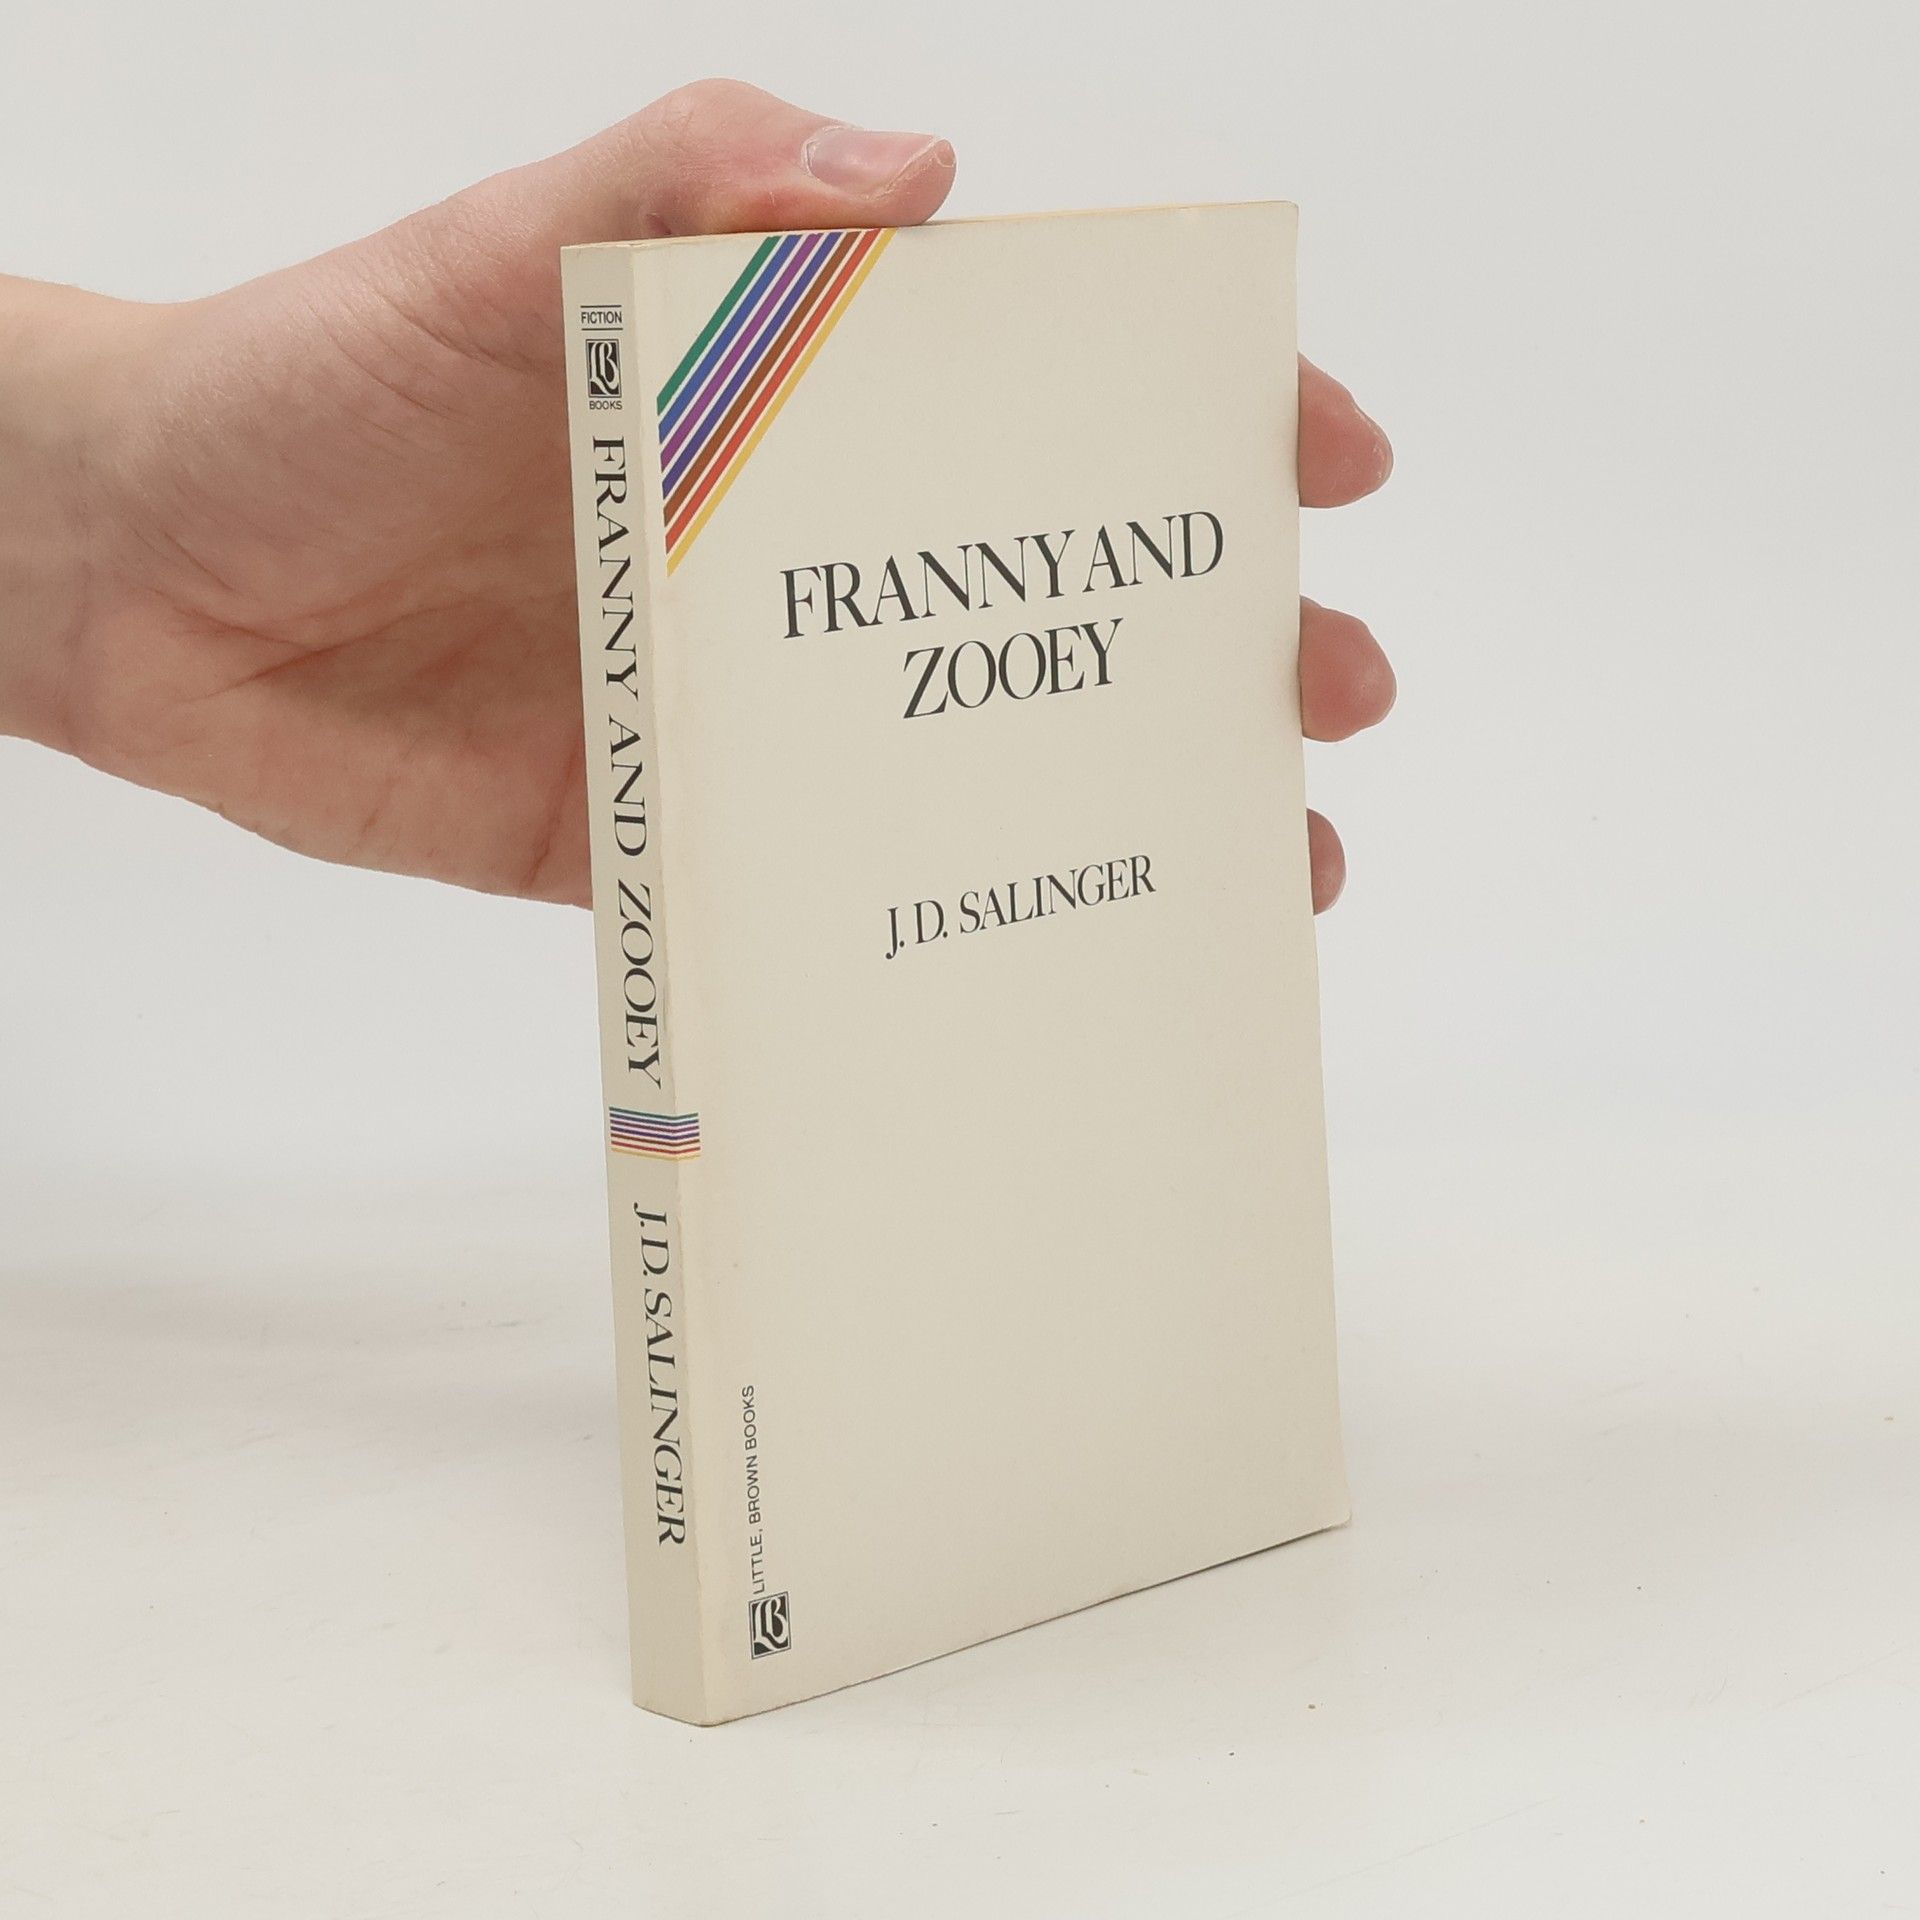 FICTION
LB
BOOKS
FRANNY AND ZOOEY
J.D. SALINGER
FRANNY AND
ZOOEY
J. D. SALINGER
LITTLE, BROWN BOOKS
LB